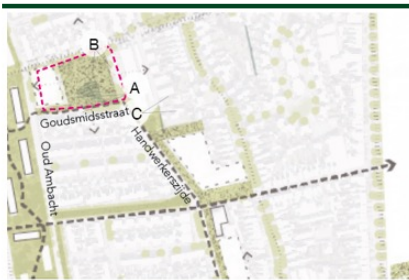 B
A
Goudsmidsstraat
C
Oud Ambacht
Handwerkerszijde